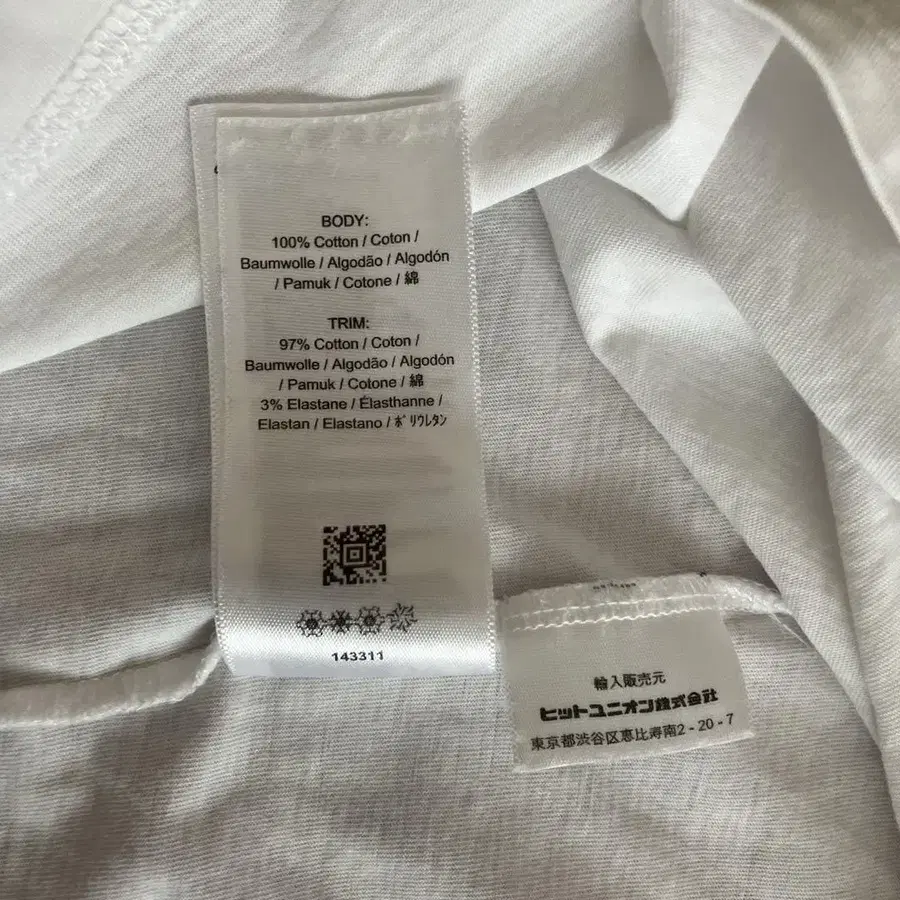 BODY:
100% Cotton / Coton /
Baumwolle / Algodão / Algodón
/ Pamuk / Cotone / 綿
TRIM:
97% Cotton / Coton /
Baumwolle / Algodão / Algodón
/ Pamuk / Cotone / 綿
3% Elastane / Élasthanne /
Elastan / Elastano / ﾎﾟﾘｳﾚﾀﾝ
143311
輸入販売元
ヒットユニオン株式会社
東京都渋谷区恵比寿南2-20-7